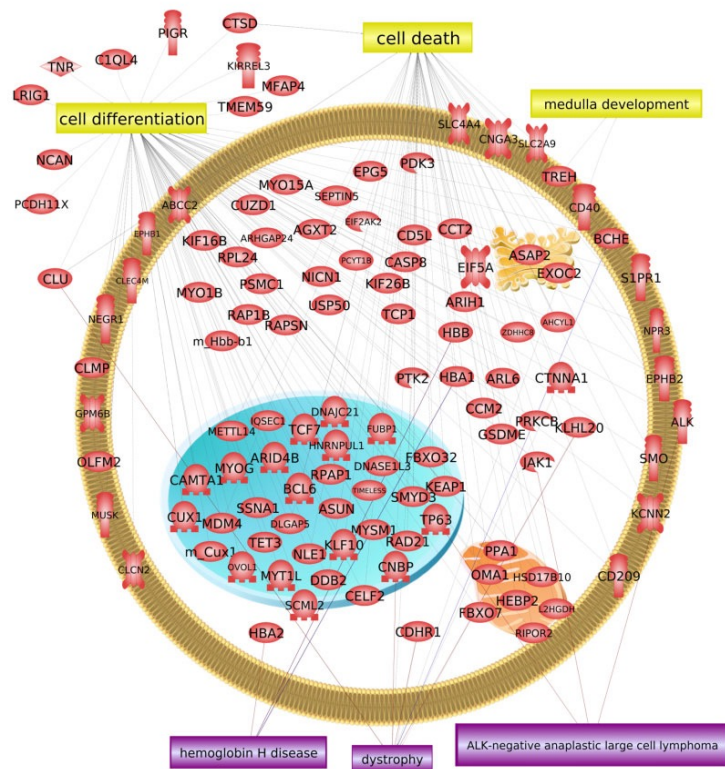 CTSD
PIGR
cell death
C1QL4
TNR
KIRREL3
MFAP4
LRIG1
TMEM59
medulla development
cell differentiation
SLC4A4
CNGA3
SLC2A9
NCAN
PDK3
EPG5
TREH
MYO15A
SEPTIN5
PCDH11X
ABCC2
CUZD1
CD40
EIF2AK2
EPHB1
AGXT2
CCT2
BCHE
KIF16B
ARHGAP24
CD5L
RPL24
ASAP2
PCYT1B
CASP8
EIF5A
EXOC2
CLU
CLEC4M
NICN1
S1PR1
PSMC1
KIF26B
MYO1B
USP50
ARIH1
NEGR1
RAP1B
TCP1
RAPSN
AHCYL1
NPR3
m_Hbb-b1
HBB
ZDHHC8
CLMP
PTK2
HBA1
ARL6
CTNNA1
EPHB2
GPM6B
DNAJC21
CCM2
ALK
IQSEC1
FUBP1
PRKCB
METTL14
TCF7
GSDME
KLHL20
HNRNPUL1
OLFM2
ARID4B
FBXO32
SMO
MYOG
DNASE1L3
JAK1
CAMTA1
RPAP1
KEAP1
BCL6
TIMELESS
SMYD3
MUSK
SSNA1
ASUN
KCNN2
CUX1
MDM4
TP63
DLGAP5
MYSM1
TET3
KLF10
RAD21
m_Cux1
NLE1
PPA1
CLCN2
OVOL1
CNBP
OMA1
HSD17B10
CD209
MYT1L
DDB2
CELF2
HEBP2
SCML2
FBXO7
L2HGDH
HBA2
CDHR1
RIPOR2
hemoglobin H disease
dystrophy
ALK-negative anaplastic large cell lymphoma